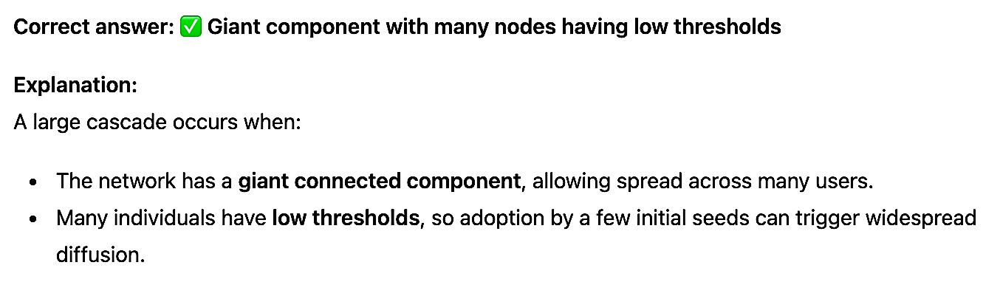 Correct answer: ✅ Giant component with many nodes having low thresholds
Explanation:
A large cascade occurs when:
• The network has a giant connected component, allowing spread across many users.
• Many individuals have low thresholds, so adoption by a few initial seeds can trigger widespread
diffusion.